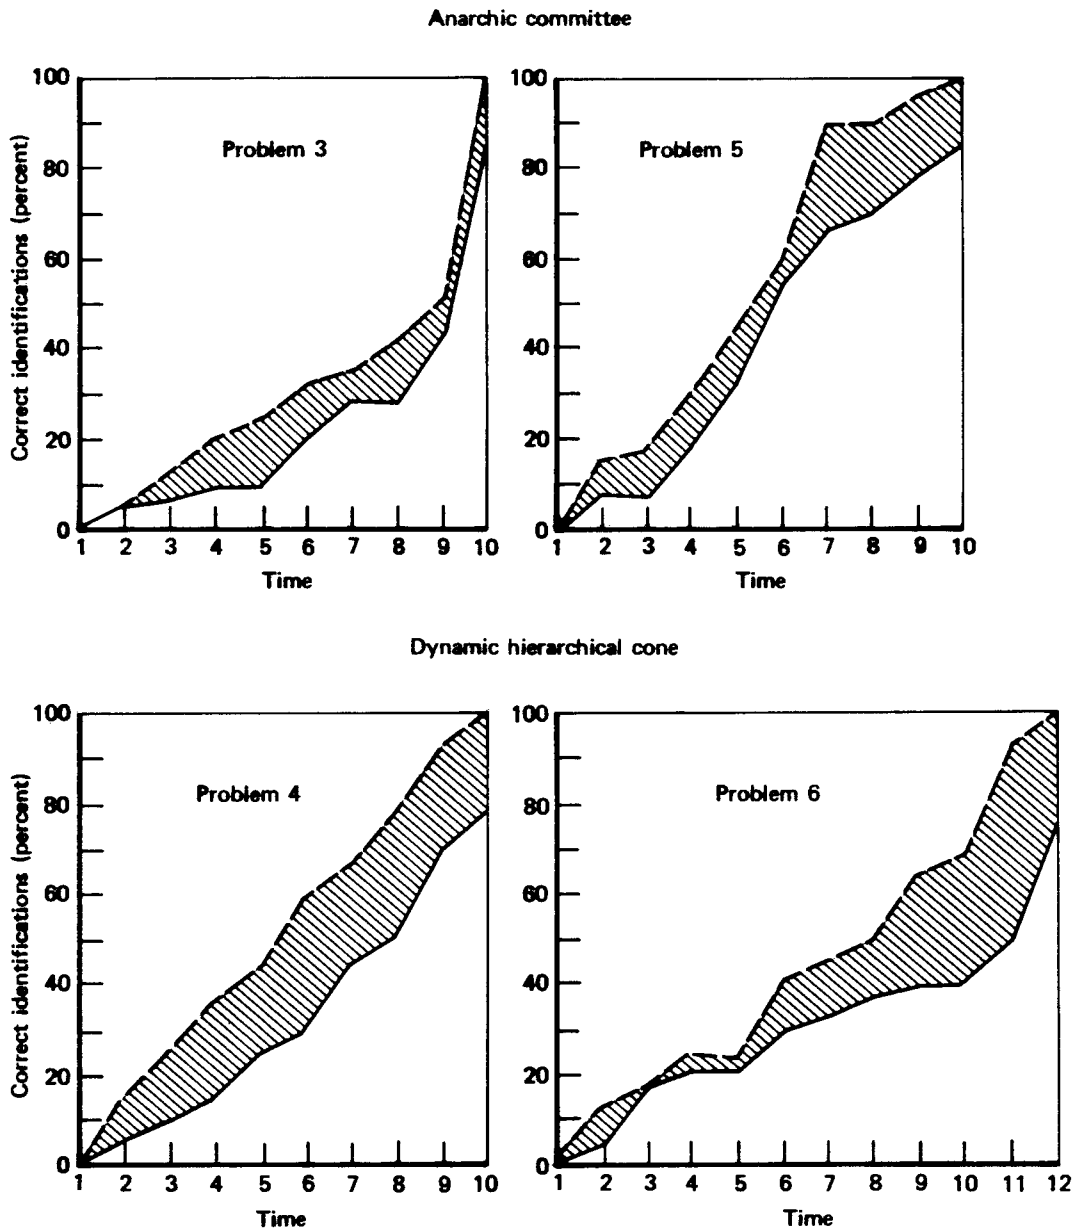 Anarchic committee
Correct identifications (percent)
100
80
60
40
20
0
Problem 3
1 2 3 4 5 6 7 8 9 10
Time
100
80
60
40
20
0
Problem 5
1 2 3 4 5 6 7 8 9 10
Time
Dynamic hierarchical cone
Correct identifications (percent)
100
80
60
40
20
0
Problem 4
1 2 3 4 5 6 7 8 9 10
Time
100
80
60
40
20
0
Problem 6
1 2 3 4 5 6 7 8 9 10 11 12
Time